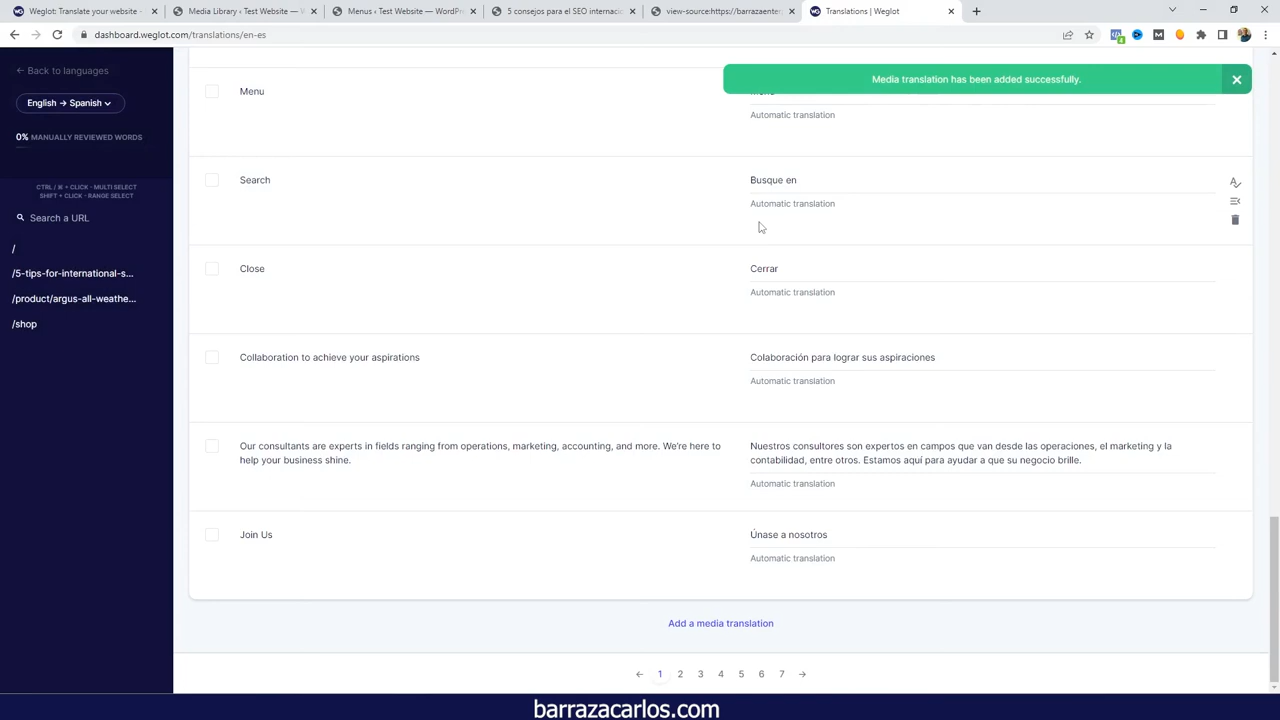 Weglot: Translate your website
Media Library ‹ Test Website — W
Menus ‹ Test Website — WordPre
5 consejos para el SEO internacio
view-source:https://barrazaenter
Translations | Weglot
dashboard.weglot.com/translations/en-es
← Back to languages
English → Spanish
0% MANUALLY REVIEWED WORDS
CTRL / ⌘ + CLICK - MULTI SELECT
SHIFT + CLICK - RANGE SELECT
Search a URL
/
/5-tips-for-international-s...
/product/argus-all-weathe...
/shop
Media translation has been added successfully.
Menu
Automatic translation
Search
Busque en
Automatic translation
Close
Cerrar
Automatic translation
Collaboration to achieve your aspirations
Colaboración para lograr sus aspiraciones
Automatic translation
Our consultants are experts in fields ranging from operations, marketing, accounting, and more. We're here to
help your business shine.
Nuestros consultores son expertos en campos que van desde las operaciones, el marketing y la
contabilidad, entre otros. Estamos aquí para ayudar a que su negocio brille.
Automatic translation
Join Us
Únase a nosotros
Automatic translation
Add a media translation
← 1 2 3 4 5 6 7 →
barrazacarlos.com